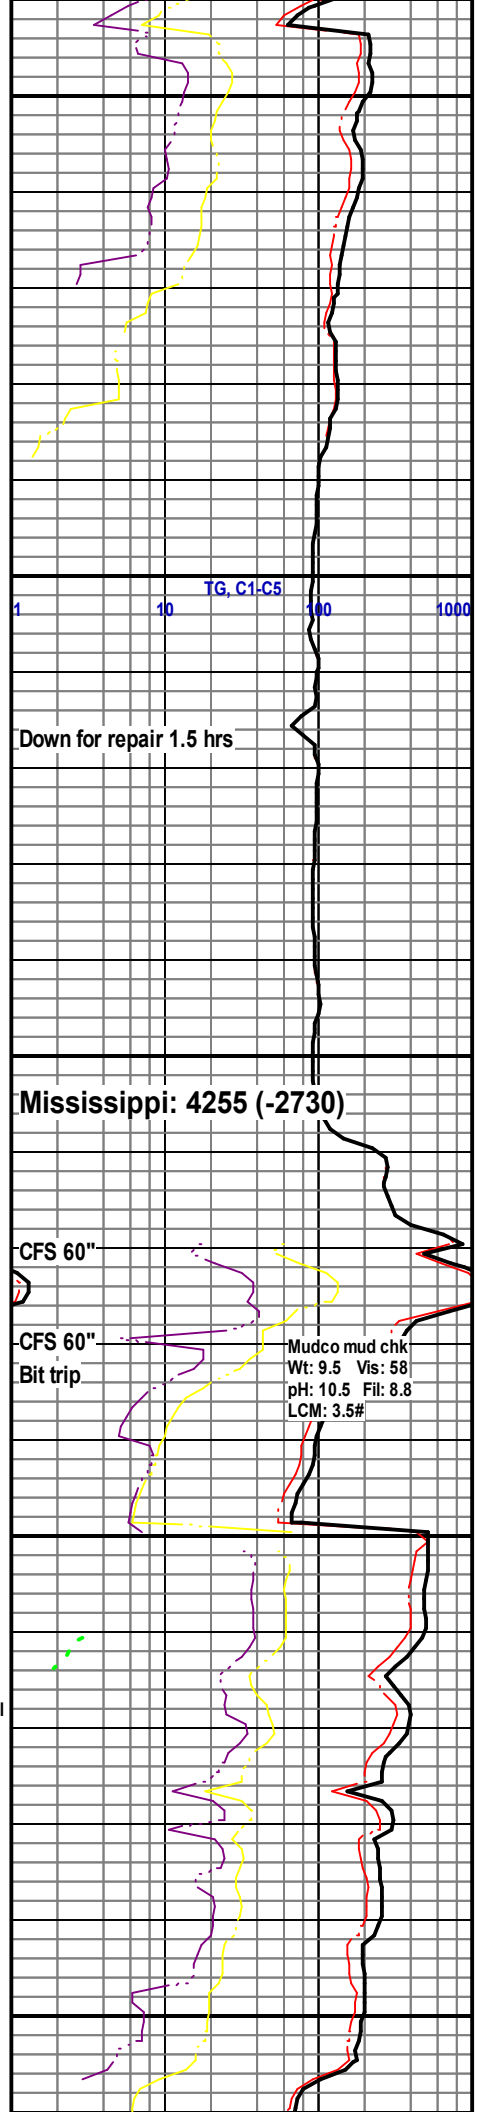 TG, C1-C5
1 10 100 1000
Down for repair 1.5 hrs
Mississippi: 4255 (-2730)
CFS 60"
CFS 60"
Bit trip
Mudco mud chk
Wt: 9.5 Vis: 58
pH: 10.5 Fil: 8.8
LCM: 3.5#